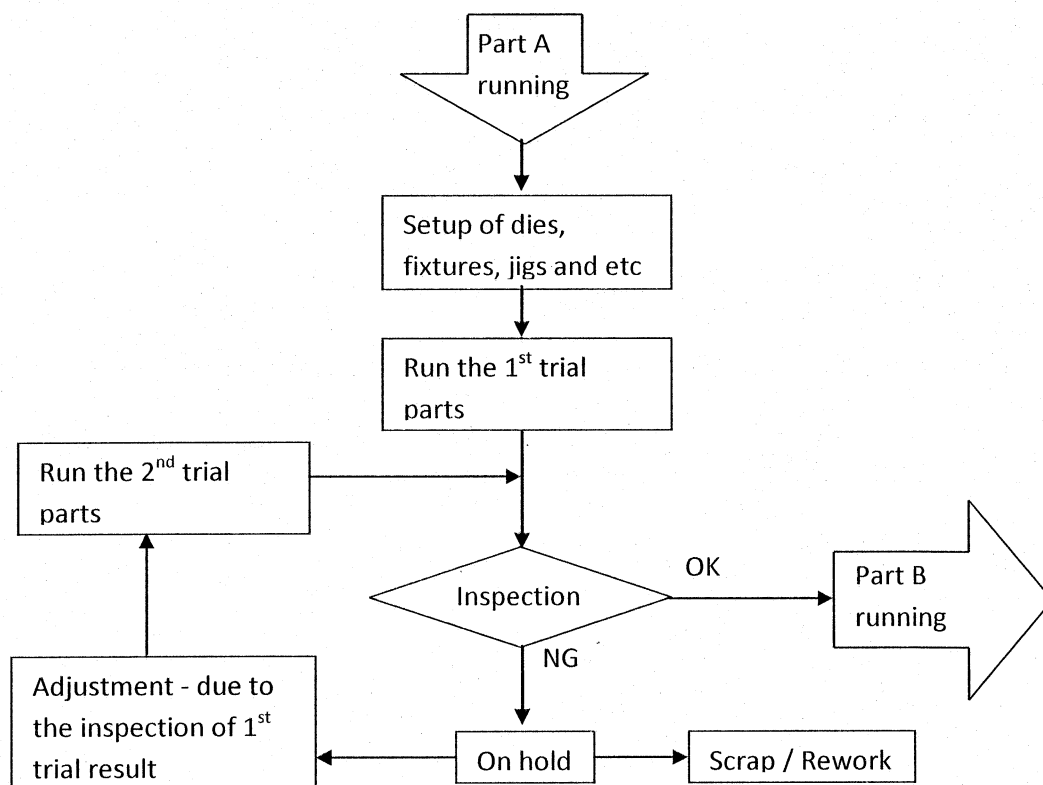 Part A
running
Setup of dies,
fixtures, jigs and etc
Run the 1st trial
parts
Run the 2nd trial
parts
Inspection
OK
Part B
running
NG
Adjustment - due to
the inspection of 1st
trial result
On hold
Scrap / Rework